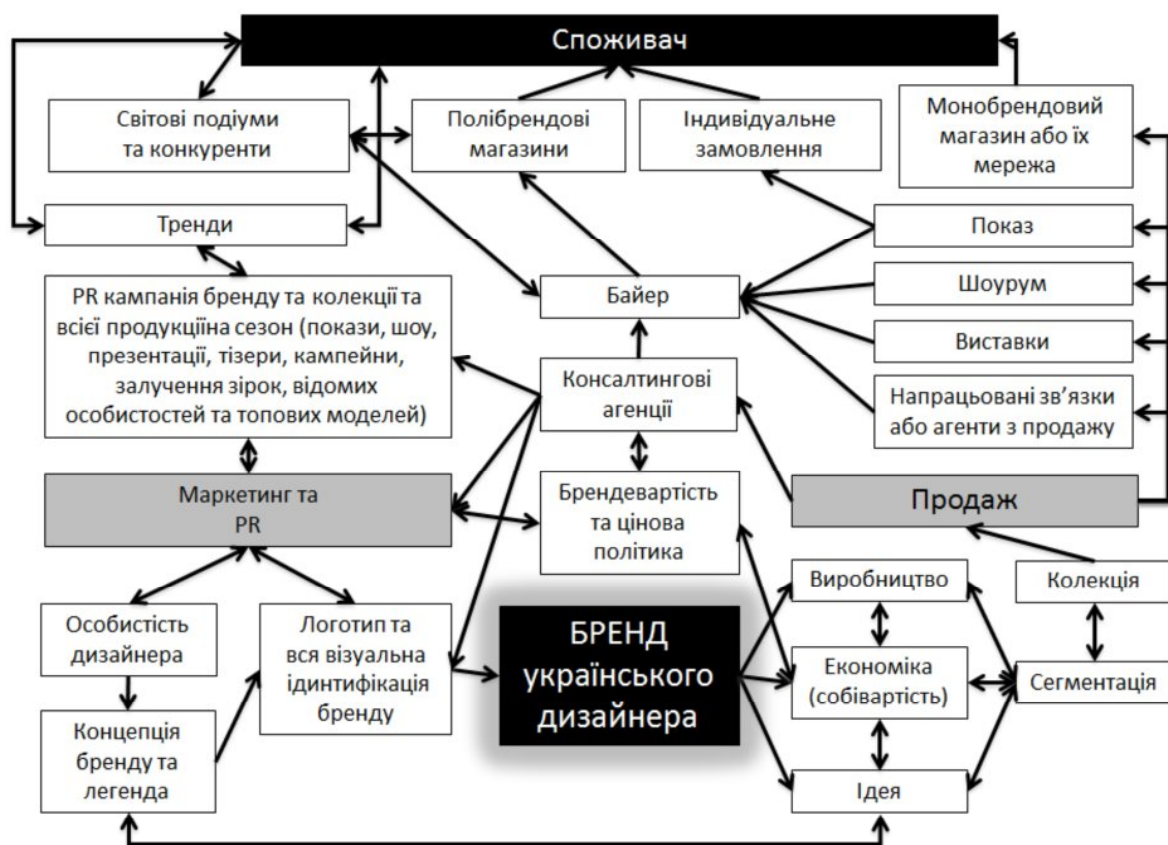 Споживач
Світові подіуми
та конкуренти
Полібрендові
магазини
Індивідуальне
замовлення
Монобрендовий
магазин або їх
мережа
Тренди
Показ
PR кампанія бренду та колекції та
всієї продукціїна сезон (покази, шоу,
презентації, тізери, кампейни,
залучення зірок, відомих
особистостей та топових моделей)
Байер
Шоурум
Виставки
Консалтингові
агенції
Напрацьовані зв’язки
або агенти з продажу
Маркетинг та
PR
Брендевартість
та цінова
політика
Продаж
Виробництво
Колекція
Особистість
дизайнера
Логотип та
вся візуальна
ідинтифікація
бренду
БРЕНД
українського
дизайнера
Економіка
(собівартість)
Сегментація
Концепція
бренду та
легенда
Ідея